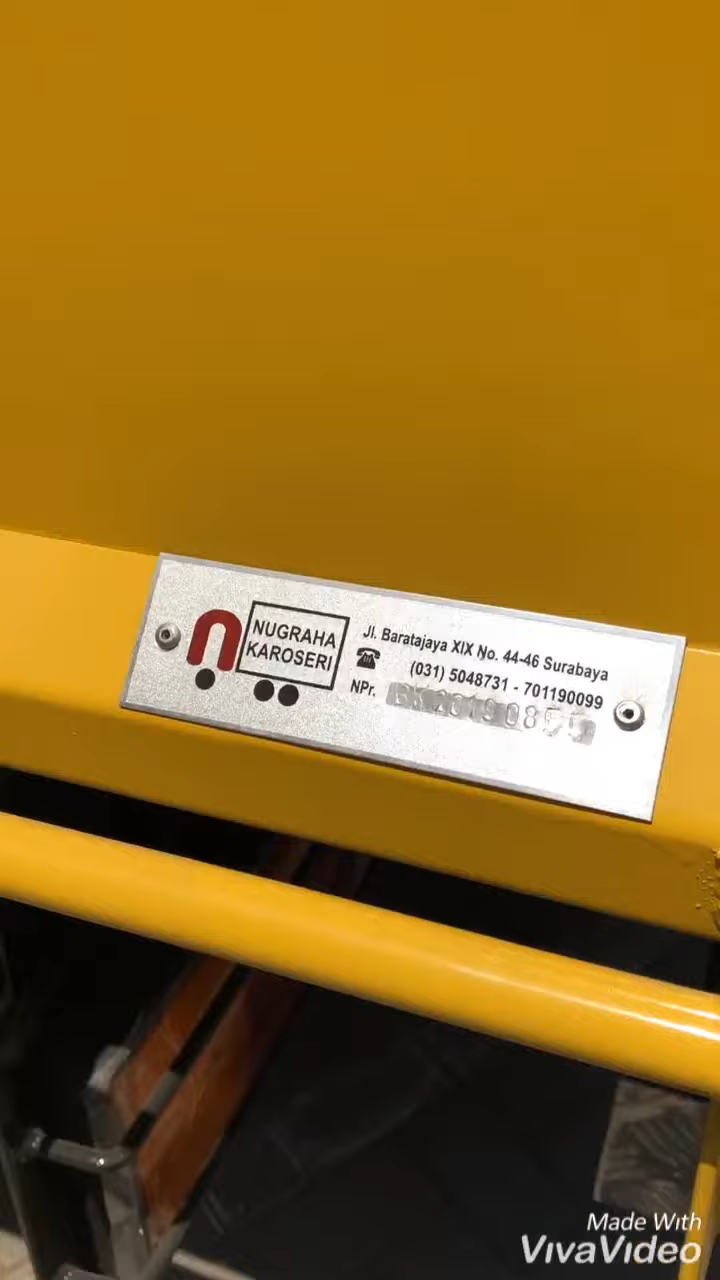 NUGRAHA
KAROSERI
Jl. Baratajaya XIX No. 44-46 Surabaya
(031) 5048731 - 701190099
NPr.
Made With
VivaVideo